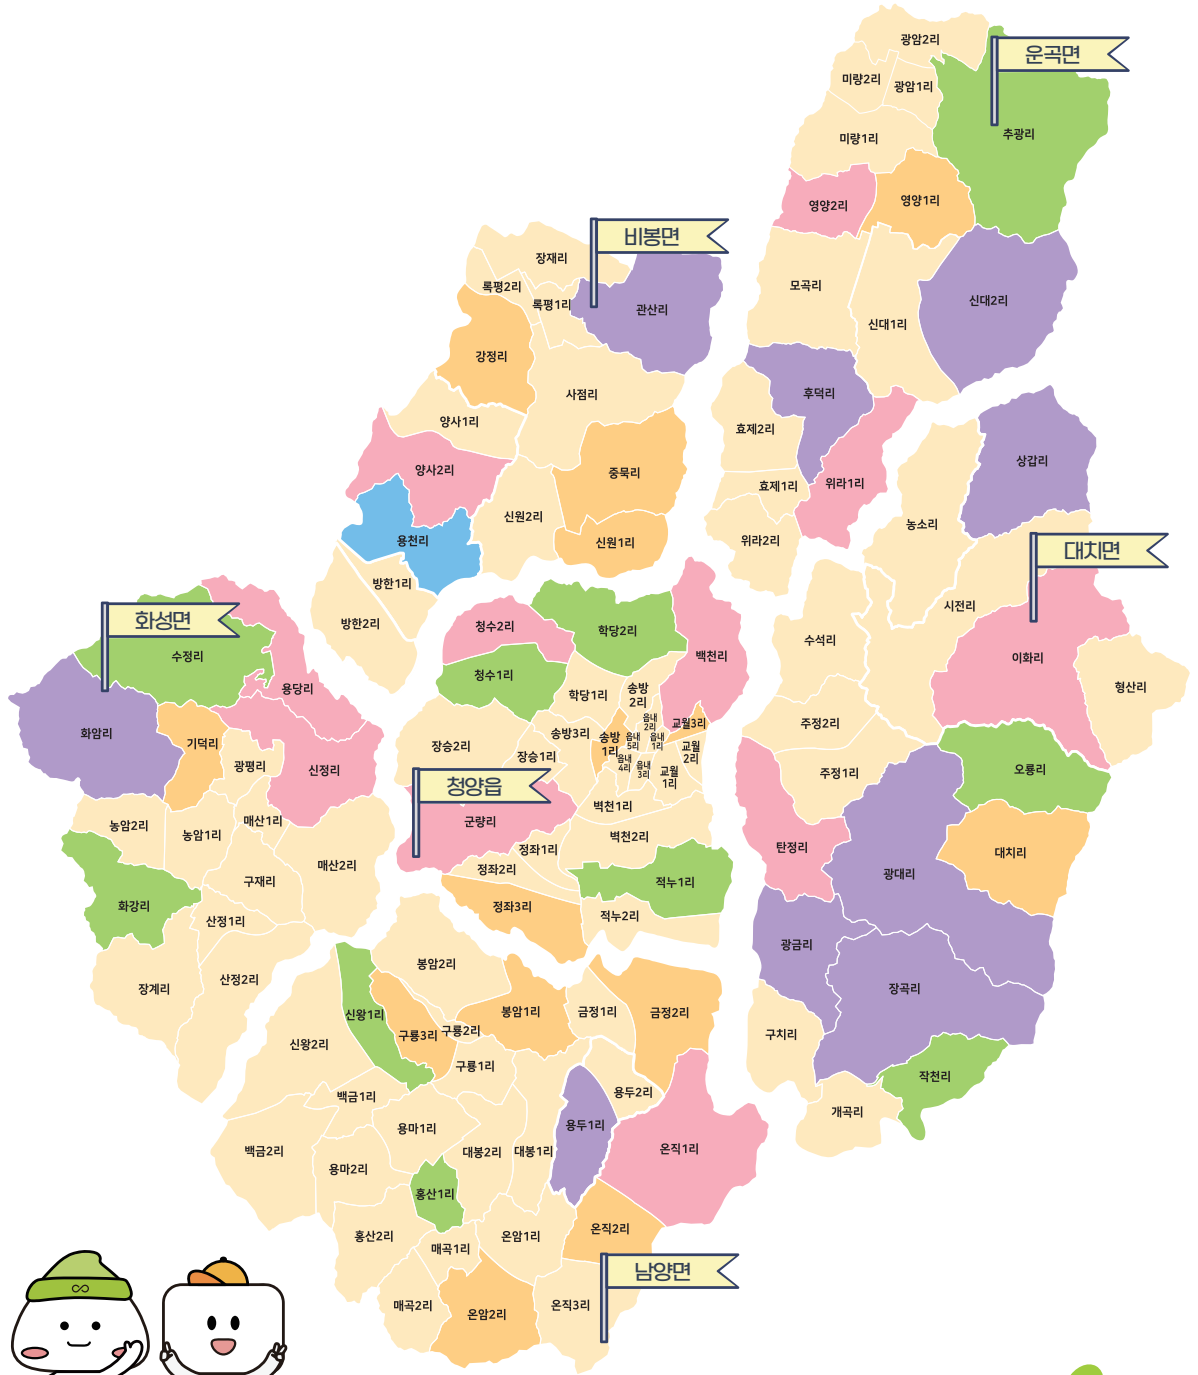 운곡면
광암2리
미량2리
광암1리
추광리
미량1리
영양2리
영양1리
모곡리
신대1리
신대2리
후덕리
효제2리
위라1리
효제1리
위라2리
비봉면
장재리
록평2리
록평1리
관산리
강정리
사점리
양사1리
양사2리
중묵리
용천리
신원2리
신원1리
방한1리
방한2리
대치면
상갑리
농소리
시전리
수석리
이화리
형산리
주정2리
주정1리
오룡리
탄정리
광대리
대치리
광금리
장곡리
구치리
작천리
개곡리
화성면
수정리
용당리
화암리
기덕리
광평리
신정리
농암2리
농암1리
매산1리
매산2리
구재리
화강리
산정1리
산정2리
장계리
청양읍
청수2리
학당2리
백천리
청수1리
학당1리
송방
2리
읍내
2리
교월3리
송방3리
송방
1리
읍내
5리
읍내
1리
장승2리
장승1리
교월
2리
읍내
4리
읍내
3리
교월
1리
벽천1리
군량리
벽천2리
정좌1리
정좌2리
적누1리
정좌3리
적누2리
남양면
봉암2리
신왕1리
신왕2리
구룡3리
구룡2리
봉암1리
금정1리
금정2리
구룡1리
백금1리
용두2리
용마1리
용두1리
백금2리
용마2리
대봉2리
대봉1리
온직1리
홍산1리
홍산2리
매곡1리
온암1리
온직2리
매곡2리
온암2리
온직3리